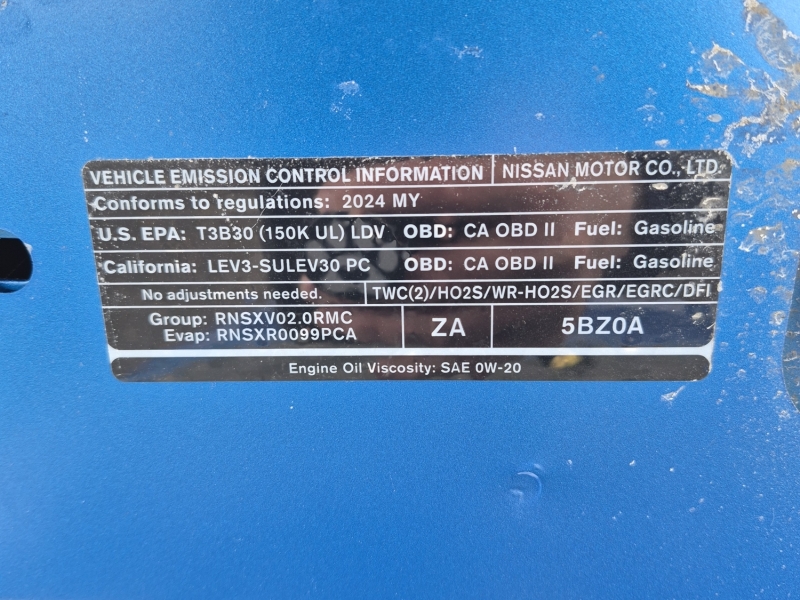 VEHICLE EMISSION CONTROL INFORMATION NISSAN MOTOR CO., LTD.
Conforms to regulations: 2024 MY
U.S. EPA: T3B30 (150K UL) LDV OBD: CA OBD II Fuel: Gasoline
California: LEV3-SULEV30 PC OBD: CA OBD II Fuel: Gasoline
No adjustments needed. TWC(2)/HO2S/WR-HO2S/EGR/EGRC/DFI
Group: RNSXV02.0RMC
Evap: RNSXR0099PCA
ZA 5BZ0A
Engine Oil Viscosity: SAE 0W-20